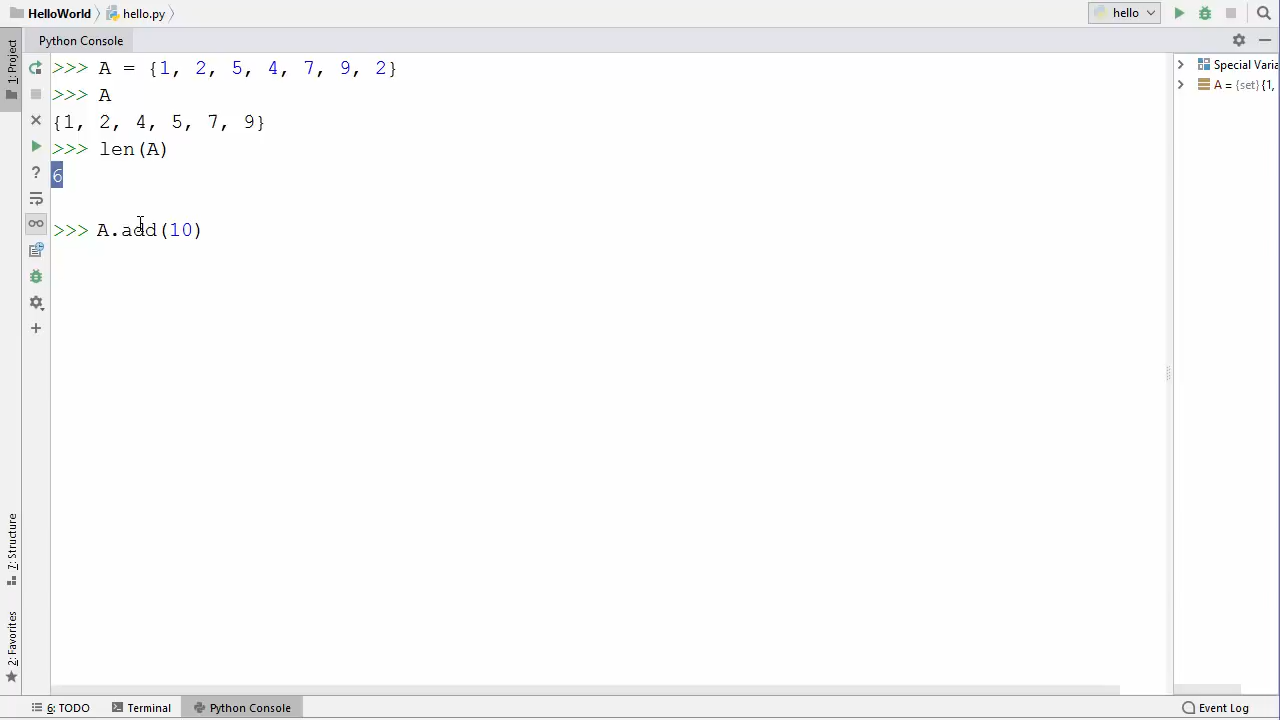 HelloWorld hello.py hello
Python Console
1: Project
>>> A = {1, 2, 5, 4, 7, 9, 2}
>>> A
{1, 2, 4, 5, 7, 9}
>>> len(A)
6
>>> A.add(10)
Special Varia
A = {set} {1,
7: Structure
2: Favorites
6: TODO Terminal Python Console Event Log